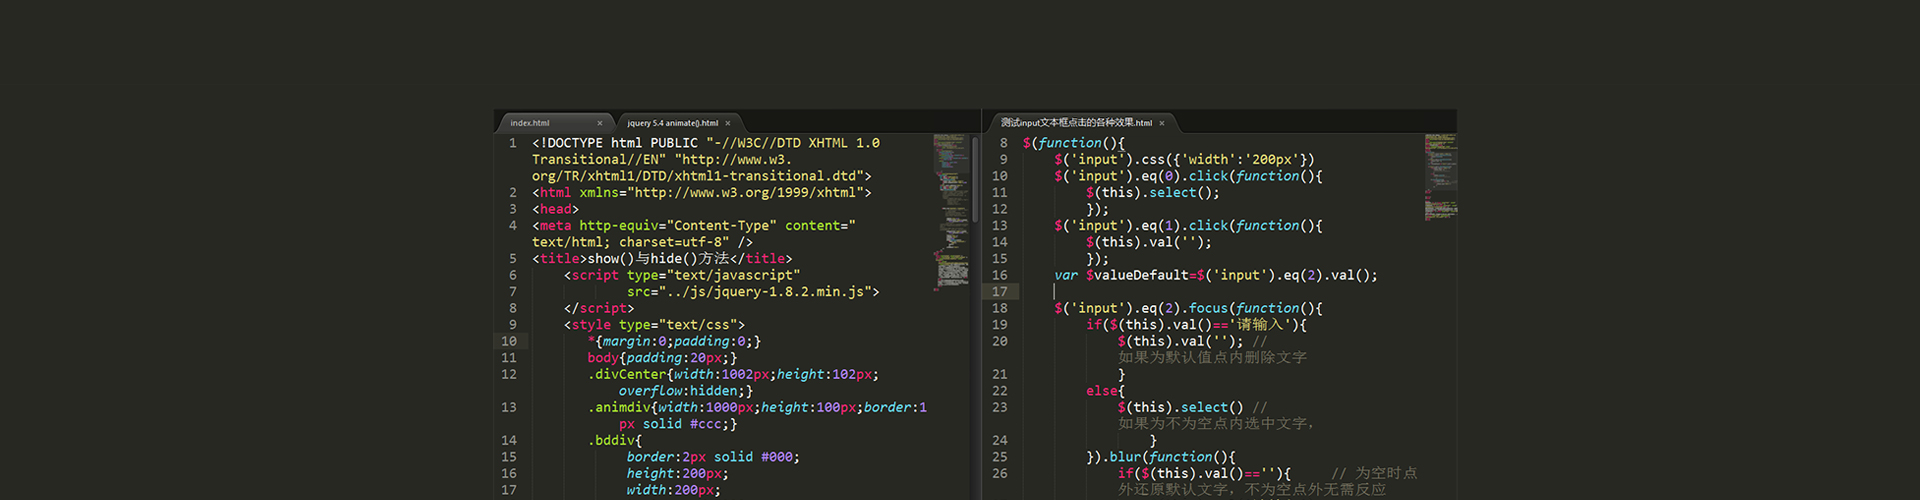 index.html ×
jquery 5.4 animate().html ×
1 <!DOCTYPE html PUBLIC "-//W3C//DTD XHTML 1.0
Transitional//EN" "http://www.w3.
org/TR/xhtml1/DTD/xhtml1-transitional.dtd">
2 <html xmlns="http://www.w3.org/1999/xhtml">
3 <head>
4 <meta http-equiv="Content-Type" content="
text/html; charset=utf-8" />
5 <title>show()与hide()方法</title>
6 <script type="text/javascript"
7 src="../js/jquery-1.8.2.min.js">
8 </script>
9 <style type="text/css">
10 *{margin:0;padding:0;}
11 body{padding:20px;}
12 .divCenter{width:1002px;height:102px;
overflow:hidden;}
13 .animdiv{width:1000px;height:100px;border:1
px solid #ccc;}
14 .bddiv{
15 border:2px solid #000;
16 height:200px;
17 width:200px;
测试input文本框点击的各种效果.html ×
8 $(function(){
9 $('input').css({'width':'200px'})
10 $('input').eq(0).click(function(){
11 $(this).select();
12 });
13 $('input').eq(1).click(function(){
14 $(this).val('');
15 });
16 var $valueDefault=$('input').eq(2).val();
17
18 $('input').eq(2).focus(function(){
19 if($(this).val()=='请输入'){
20 $(this).val(''); //
如果为默认值点内删除文字
21 }
22 else{
23 $(this).select() //
如果为不为空点内选中文字,
24 }
25 }).blur(function(){
26 if($(this).val()==''){ // 为空时点
外还原默认文字，不为空点外无需反应